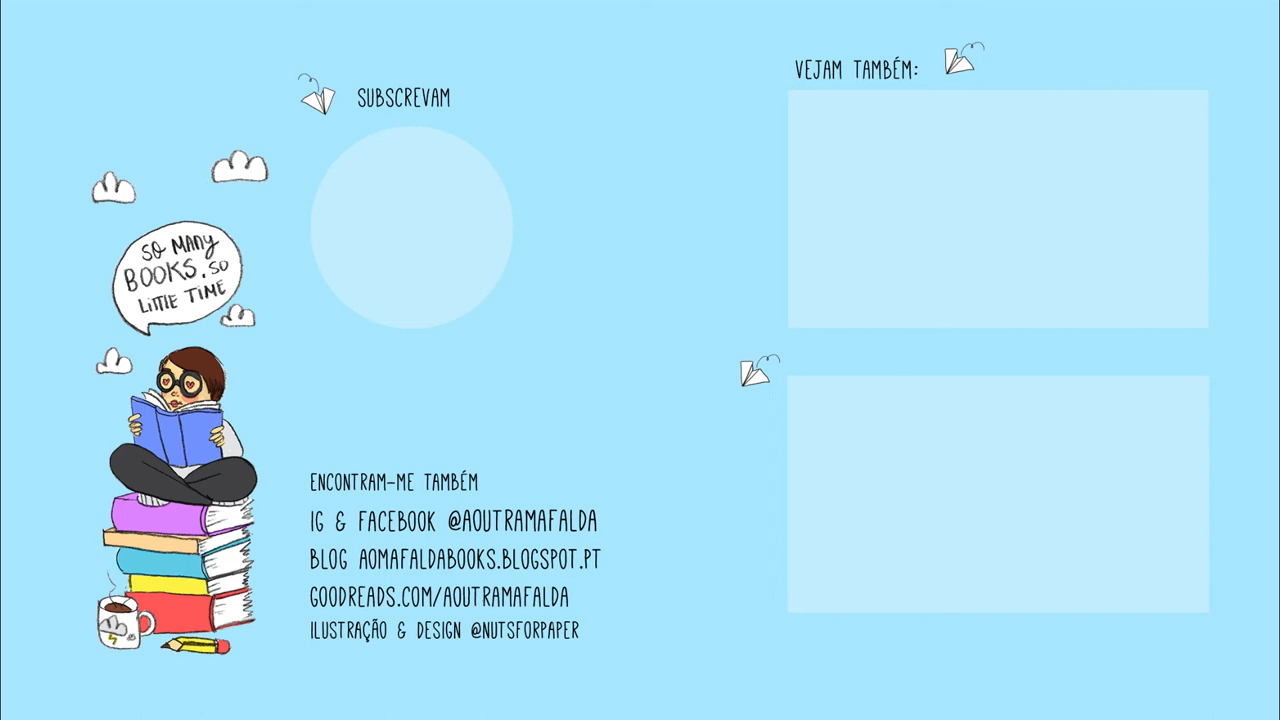 VEJAM TAMBÉM:
SUBSCREVAM
SO MANY
BOOKS, SO
LITTLE TIME
ENCONTRAM-ME TAMBÉM
IG & FACEBOOK @AOUTRAMAFALDA
BLOG AOMAFALDABOOKS.BLOGSPOT.PT
GOODREADS.COM/AOUTRAMAFALDA
ILUSTRAÇÃO & DESIGN @NUTSFORPAPER